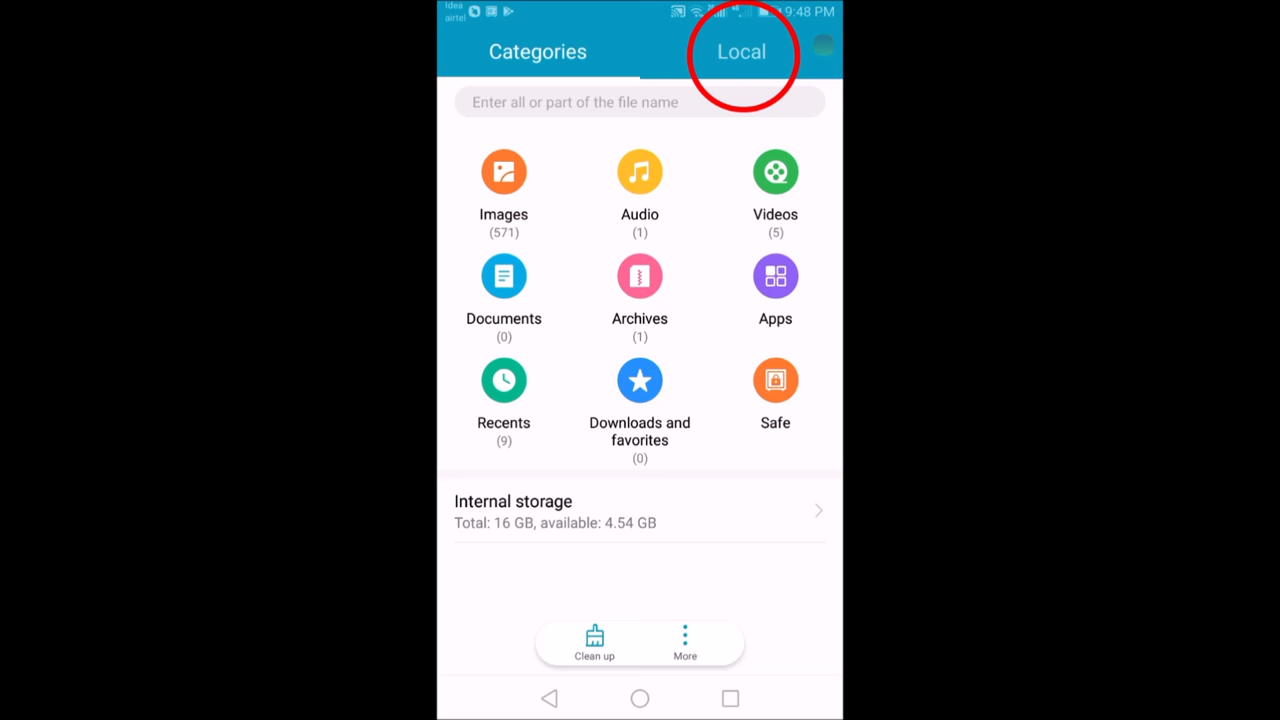 Idea
airtel
9:48 PM
Categories
Local
Enter all or part of the file name
Images
Audio
Videos
(571)
(1)
(5)
Documents
Archives
Apps
(0)
(1)
Recents
Downloads and
favorites
Safe
(9)
(0)
Internal storage
Total: 16 GB, available: 4.54 GB
Clean up
More